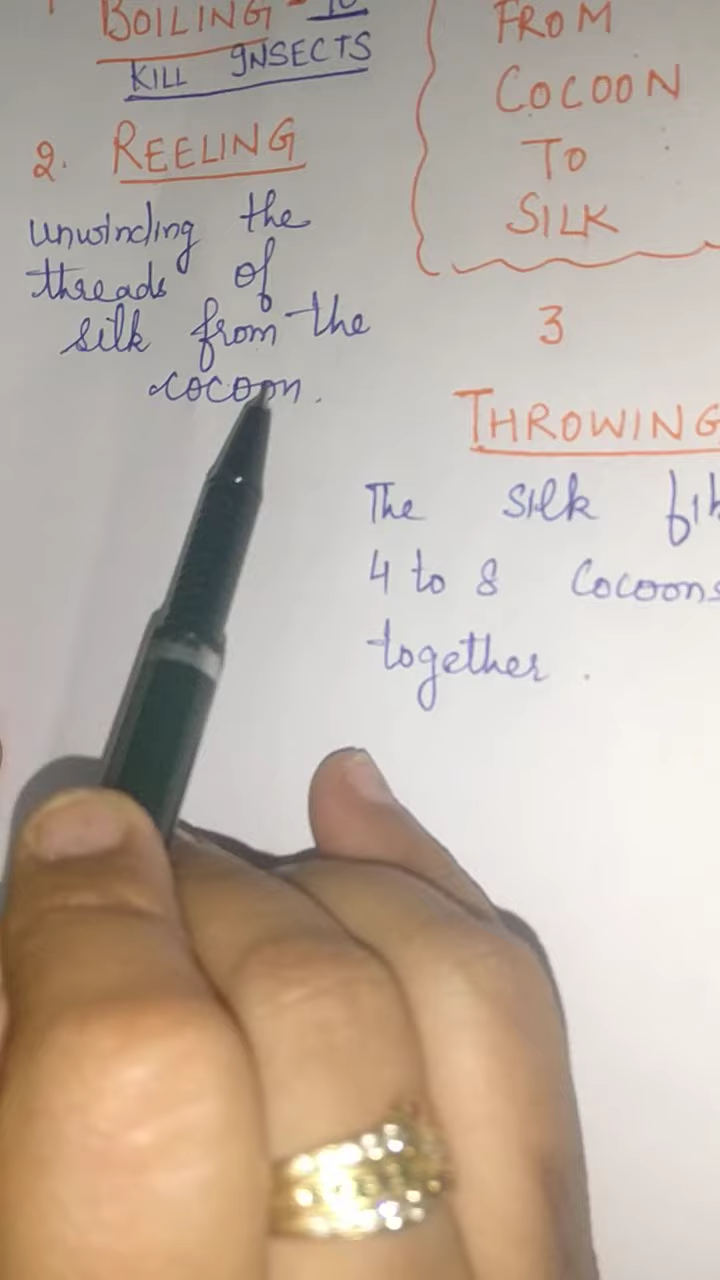 BOILING - TO
KILL INSECTS
2. REELING
unwinding the
threads of
silk from the
cocoon.
FROM
COCOON
TO
SILK
3
THROWING
The silk
4 to 8 Cocoons
together.